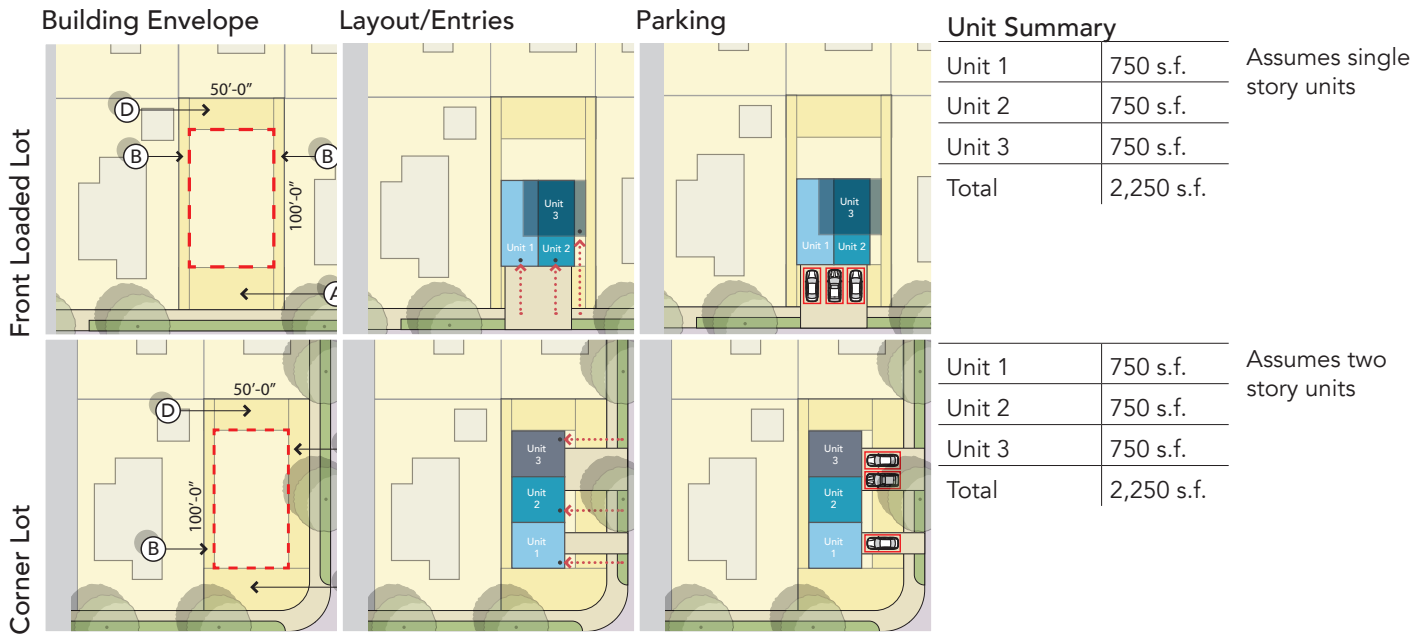 Building Envelope
Layout/Entries
Parking
Unit Summary
Front Loaded Lot
50'-0"
D
B
B
100'-0"
A
Unit 3
Unit 1
Unit 2
Unit 3
Unit 1
Unit 2
Unit 1 750 s.f.
Unit 2 750 s.f.
Unit 3 750 s.f.
Total 2,250 s.f.
Assumes single
story units
Corner Lot
50'-0"
D
100'-0"
B
Unit 3
Unit 2
Unit 1
Unit 3
Unit 2
Unit 1
Unit 1 750 s.f.
Unit 2 750 s.f.
Unit 3 750 s.f.
Total 2,250 s.f.
Assumes two
story units